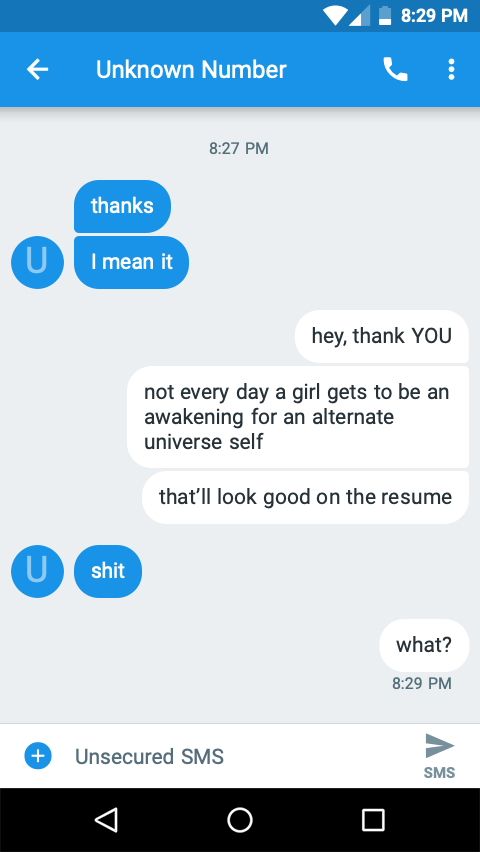 8:29 PM
Unknown Number
8:27 PM
thanks
U
I mean it
hey, thank YOU
not every day a girl gets to be an
awakening for an alternate
universe self
that’ll look good on the resume
U
shit
what?
8:29 PM
Unsecured SMS
SMS